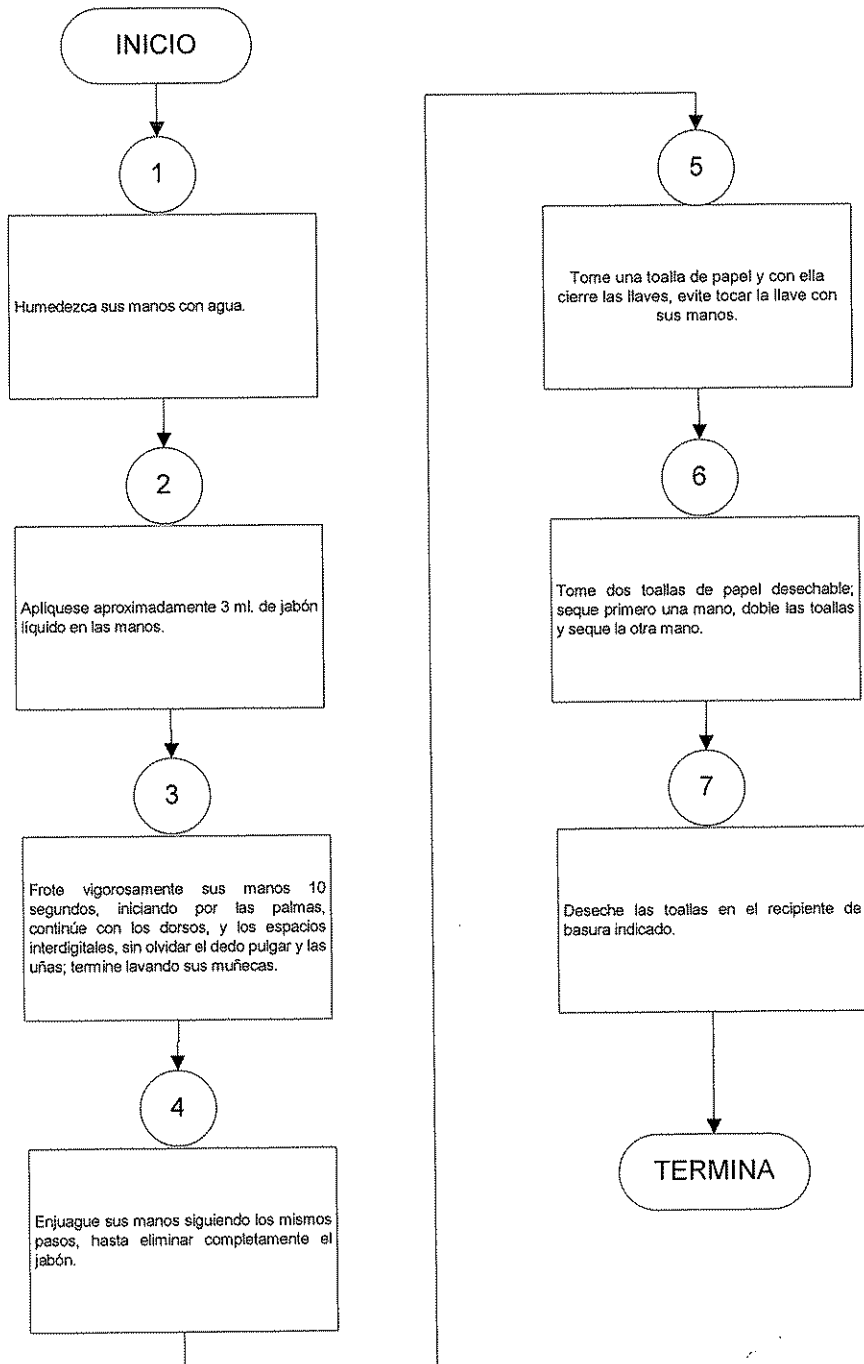 INICIO
1
Humedezca sus manos con agua.
2
Aplíquese aproximadamente 3 ml. de jabón
líquido en las manos.
3
Frote vigorosamente sus manos 10
segundos, iniciando por las palmas,
continúe con los dorsos, y los espacios
interdigitales, sin olvidar el dedo pulgar y las
uñas; termine lavando sus muñecas.
4
Enjuague sus manos siguiendo los mismos
pasos, hasta eliminar completamente el
jabón.
5
Tome una toalla de papel y con ella
cierre las llaves, evite tocar la llave con
sus manos.
6
Tome dos toallas de papel desechable;
seque primero una mano, doble las toallas
y seque la otra mano.
7
Deseche las toallas en el recipiente de
basura indicado.
TERMINA